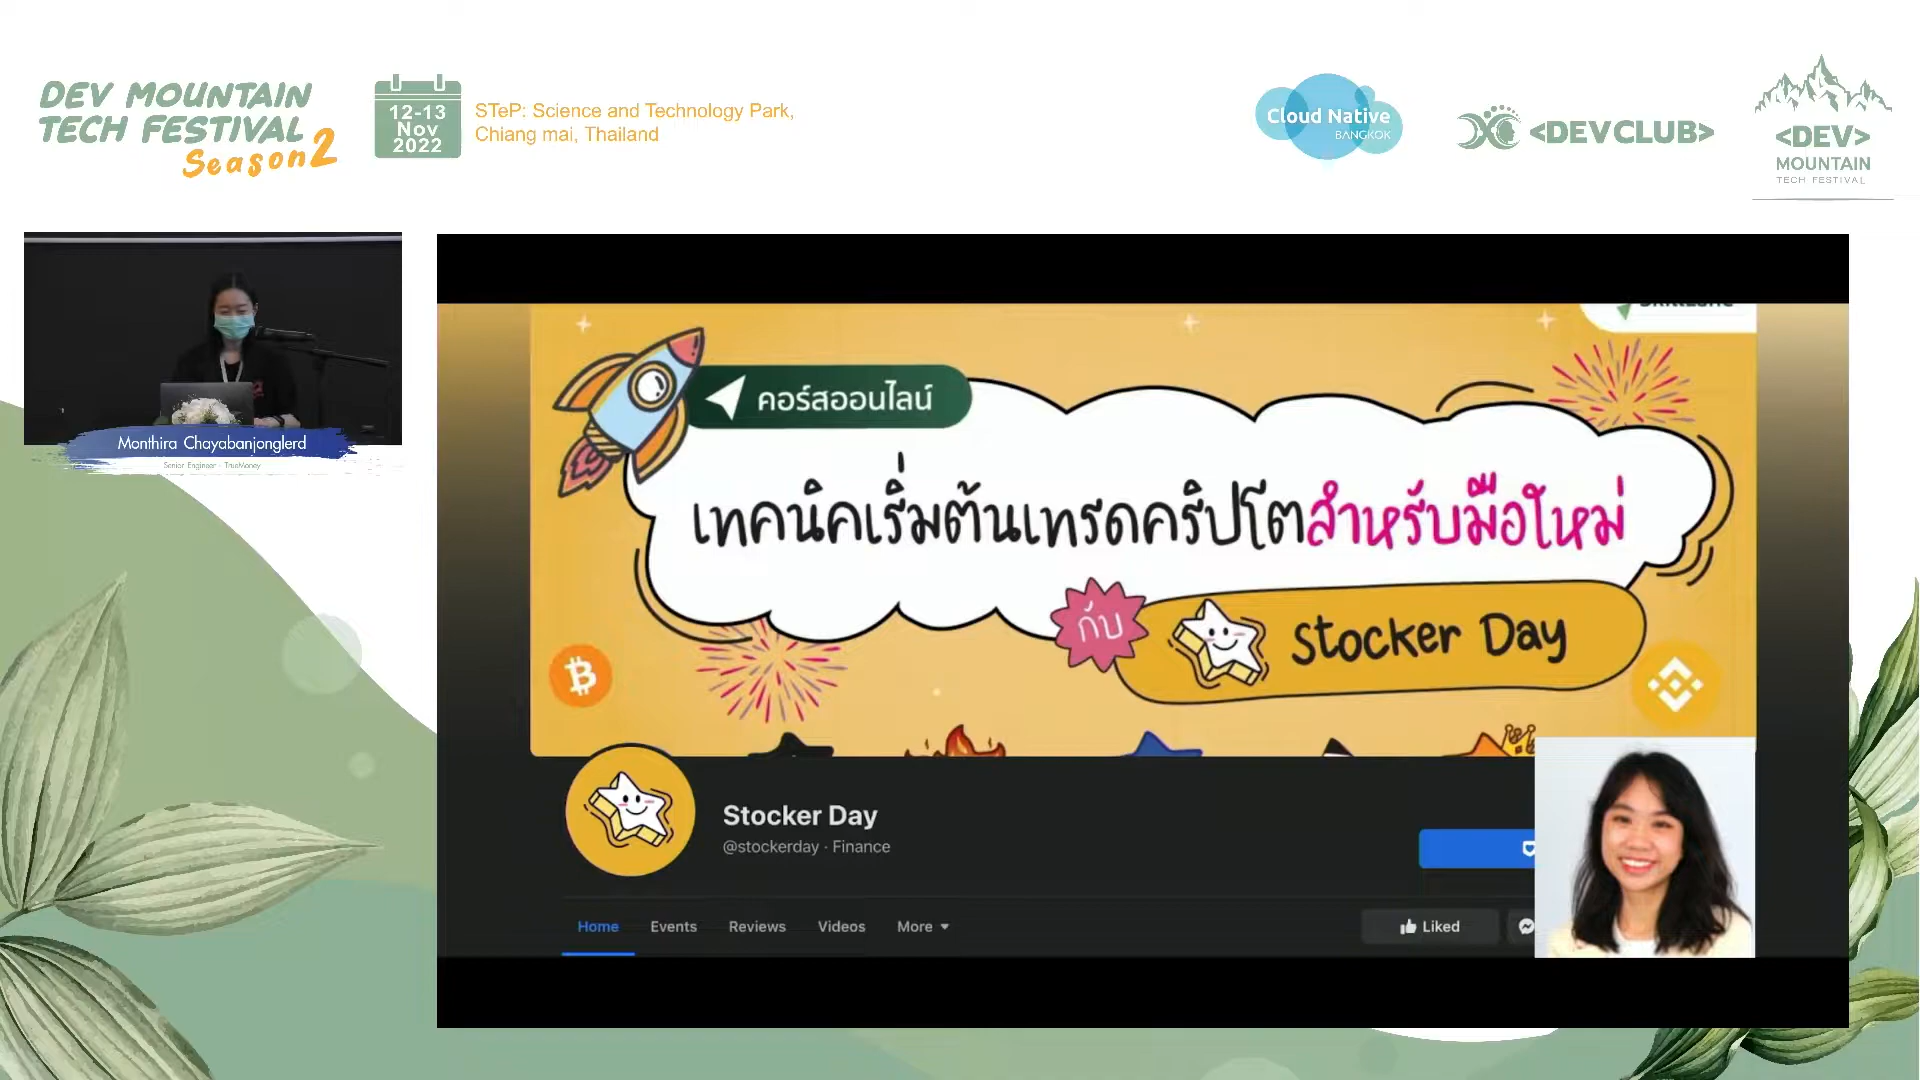 DEV MOUNTAIN
TECH FESTIVAL
Season 2
12-13
Nov
2022
STeP: Science and Technology Park,
Chiang mai, Thailand
Cloud Native
BANGKOK
<DEVCLUB>
<DEV>
MOUNTAIN
TECH FESTIVAL
Monthira Chayabanjonglerd
Senior Engineer - TrueMoney
คอร์สออนไลน์
เทคนิคเริ่มต้นเทรดคริปโตสำหรับมือใหม่
กับ
Stocker Day
Stocker Day
@stockerday · Finance
Home
Events
Reviews
Videos
More
Liked